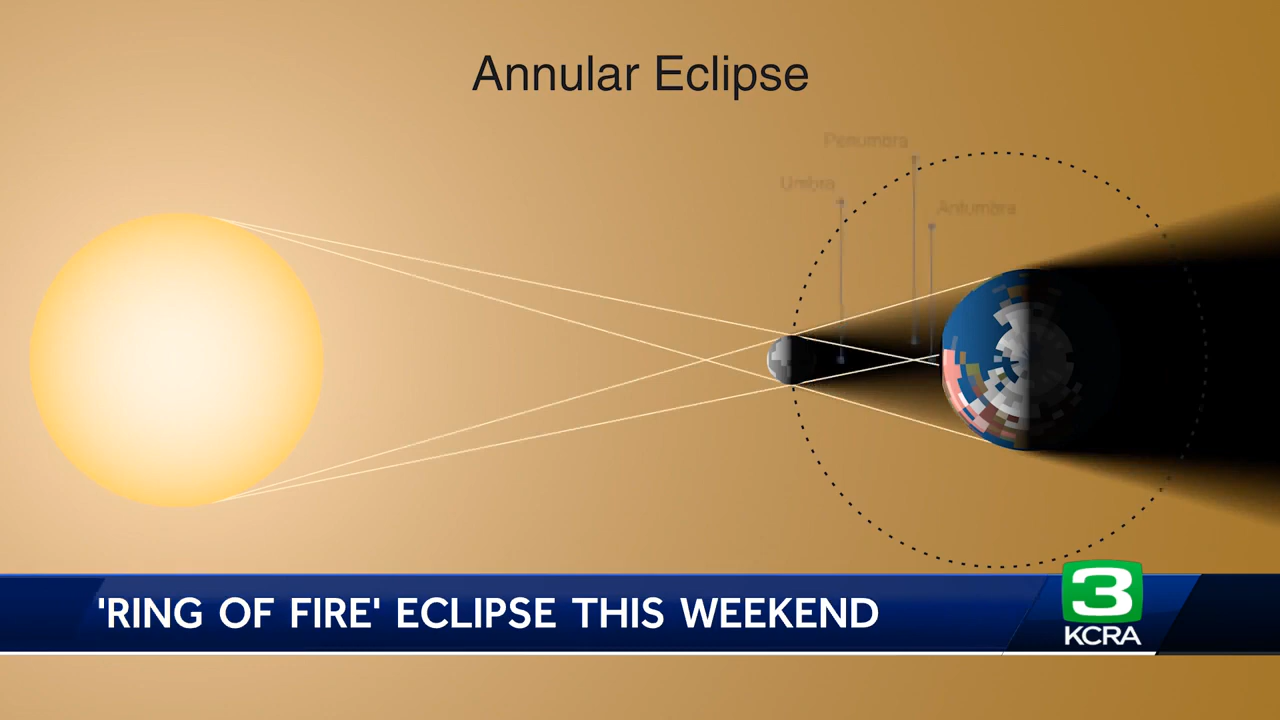 Annular Eclipse
Penumbra
Umbra
Antumbra
'RING OF FIRE' ECLIPSE THIS WEEKEND
3
KCRA